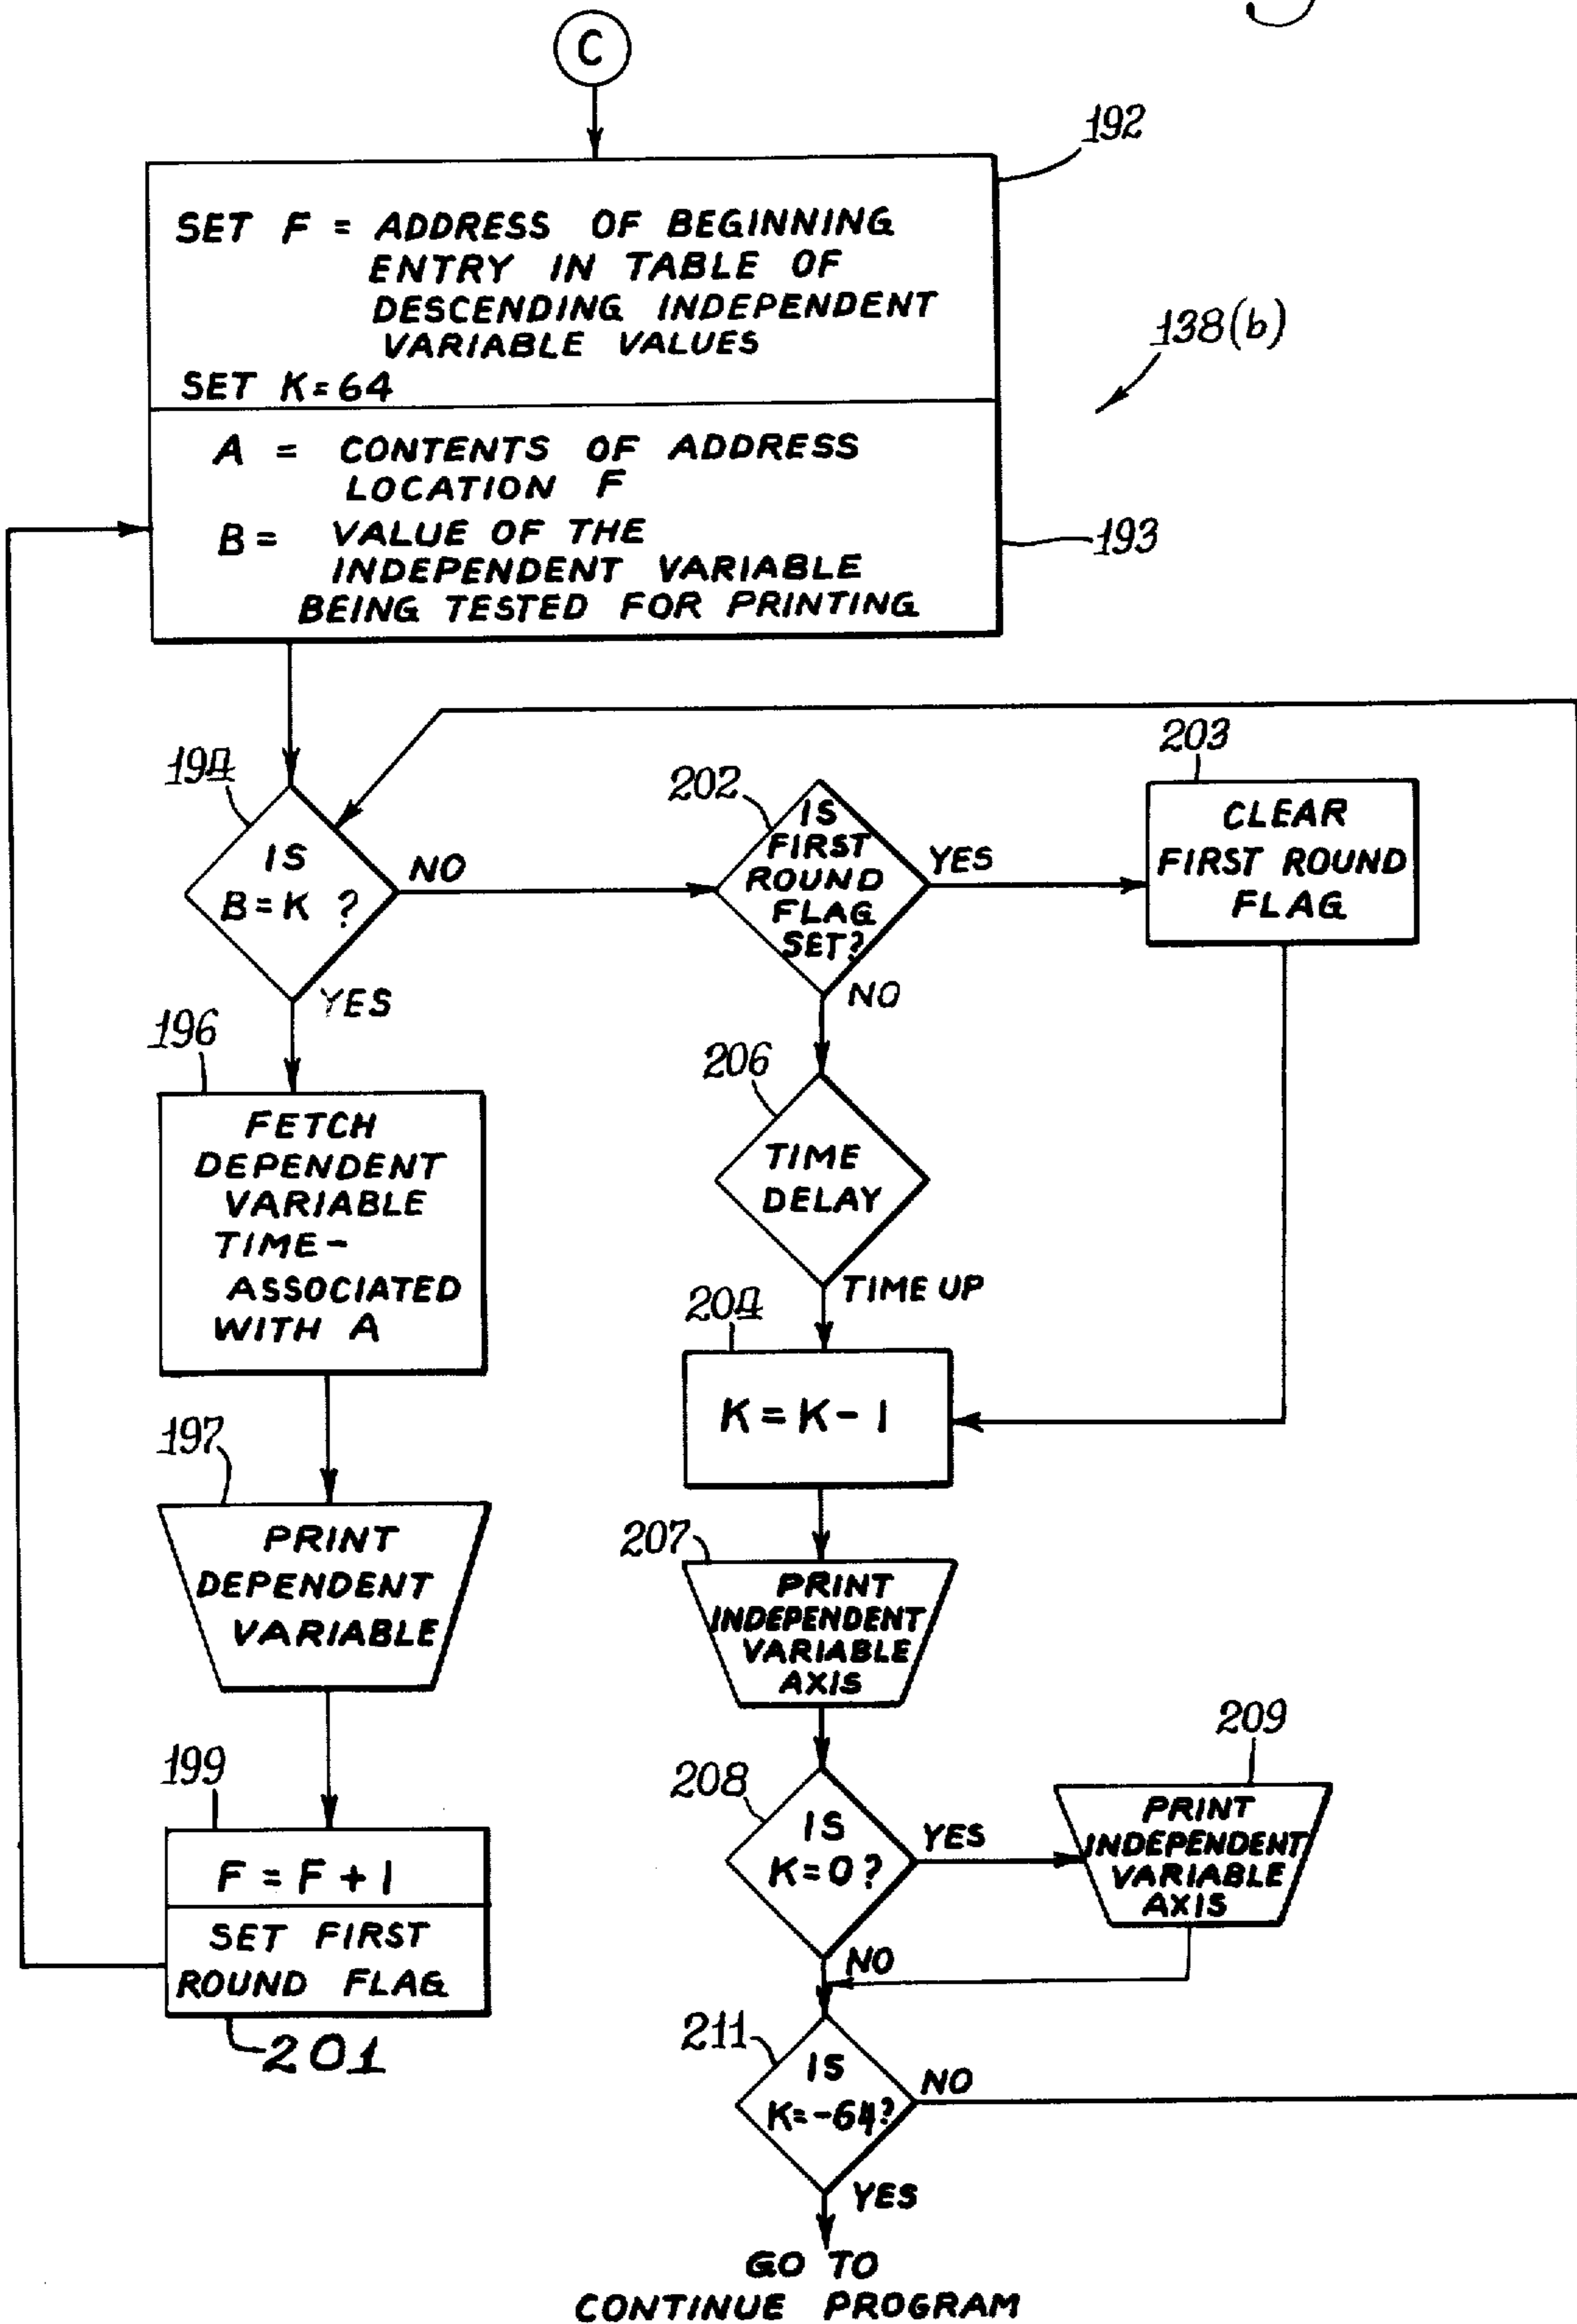 C
192
SET F = ADDRESS OF BEGINNING
ENTRY IN TABLE OF
DESCENDING INDEPENDENT
VARIABLE VALUES
SET K=64
138(b)
A = CONTENTS OF ADDRESS
LOCATION F
B = VALUE OF THE
INDEPENDENT VARIABLE
BEING TESTED FOR PRINTING
193
194
IS
B=K ?
NO
YES
202
IS
FIRST
ROUND
FLAG
SET?
YES
NO
203
CLEAR
FIRST ROUND
FLAG
196
FETCH
DEPENDENT
VARIABLE
TIME-
ASSOCIATED
WITH A
206
TIME
DELAY
TIME UP
204
K = K - 1
197
PRINT
DEPENDENT
VARIABLE
207
PRINT
INDEPENDENT
VARIABLE
AXIS
199
F = F + 1
SET FIRST
ROUND FLAG
201
208
IS
K=0?
YES
NO
209
PRINT
INDEPENDENT
VARIABLE
AXIS
211
IS
K=-64?
NO
YES
GO TO
CONTINUE PROGRAM